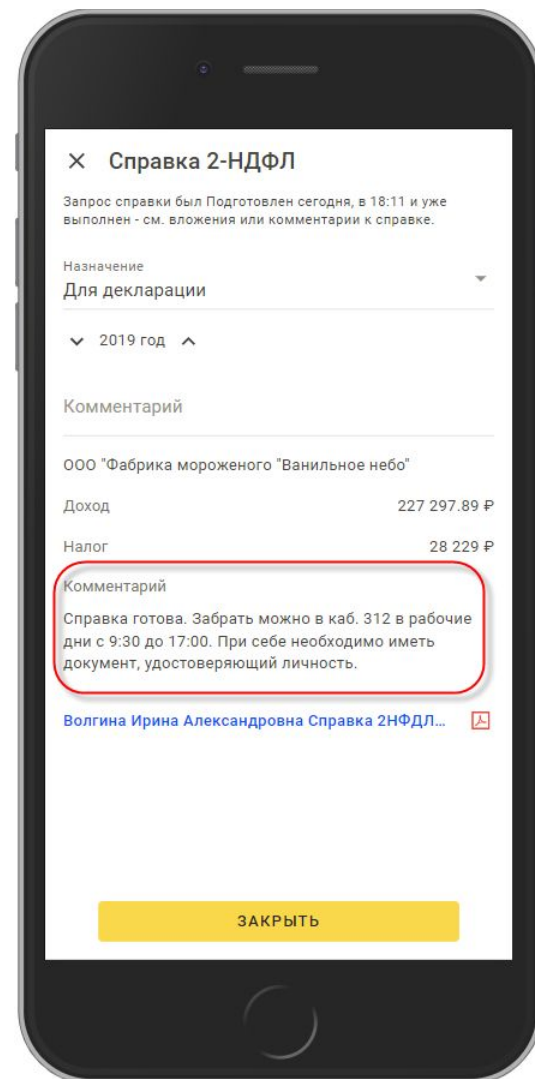 Справка 2-НДФЛ
Запрос справки был Подготовлен сегодня, в 18:11 и уже
выполнен - см. вложения или комментарии к справке.
Назначение
Для декларации
2019 год
Комментарий
ООО "Фабрика мороженого "Ванильное небо"
Доход 227 297.89 ₽
Налог 28 229 ₽
Комментарий
Справка готова. Забрать можно в каб. 312 в рабочие
дни с 9:30 до 17:00. При себе необходимо иметь
документ, удостоверяющий личность.
Волгина Ирина Александровна Справка 2НФДЛ...
ЗАКРЫТЬ